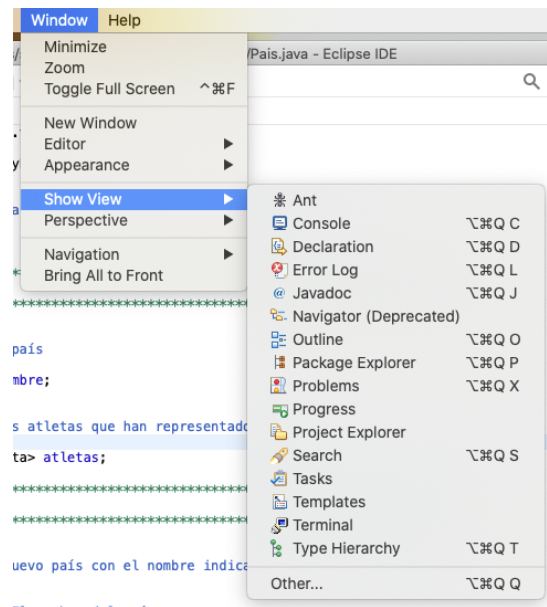 Window Help
Minimize
/Pais.java - Eclipse IDE
Zoom
Toggle Full Screen ^⌘F
New Window
Editor ▶
Appearance ▶
Show View ▶
Perspective ▶
Navigation ▶
Bring All to Front
Ant
Console ⌥⌘Q C
Declaration ⌥⌘Q D
Error Log ⌥⌘Q L
@ Javadoc ⌥⌘Q J
Navigator (Deprecated)
Outline ⌥⌘Q O
Package Explorer ⌥⌘Q P
Problems ⌥⌘Q X
Progress
Project Explorer
Search ⌥⌘Q S
Tasks
Templates
Terminal
Type Hierarchy ⌥⌘Q T
Other... ⌥⌘Q Q
país
mbre;
s atletas que han representado
ta> atletas;
uevo país con el nombre indica